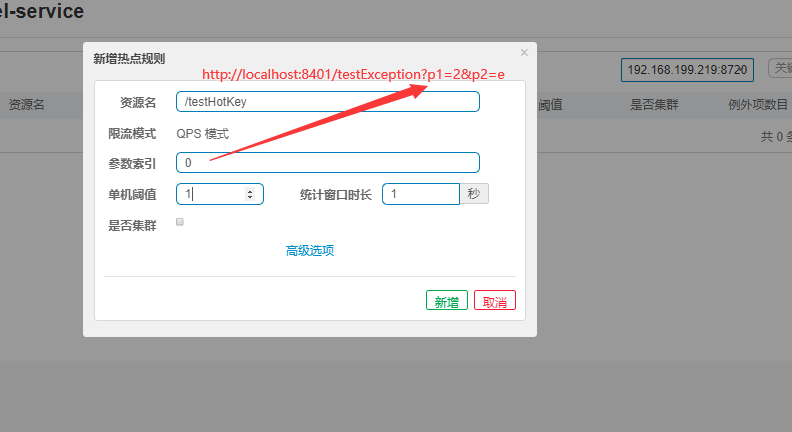 el-service
新增热点规则
×
http://localhost:8401/testException?p1=2&p2=e
192.168.199.219:8720
关键
资源名
阈值
是否集群
例外项数目
资源名
/testHotKey
限流模式
QPS 模式
共 0 条
参数索引
0
单机阈值
1
统计窗口时长
1
秒
是否集群
高级选项
新增
取消